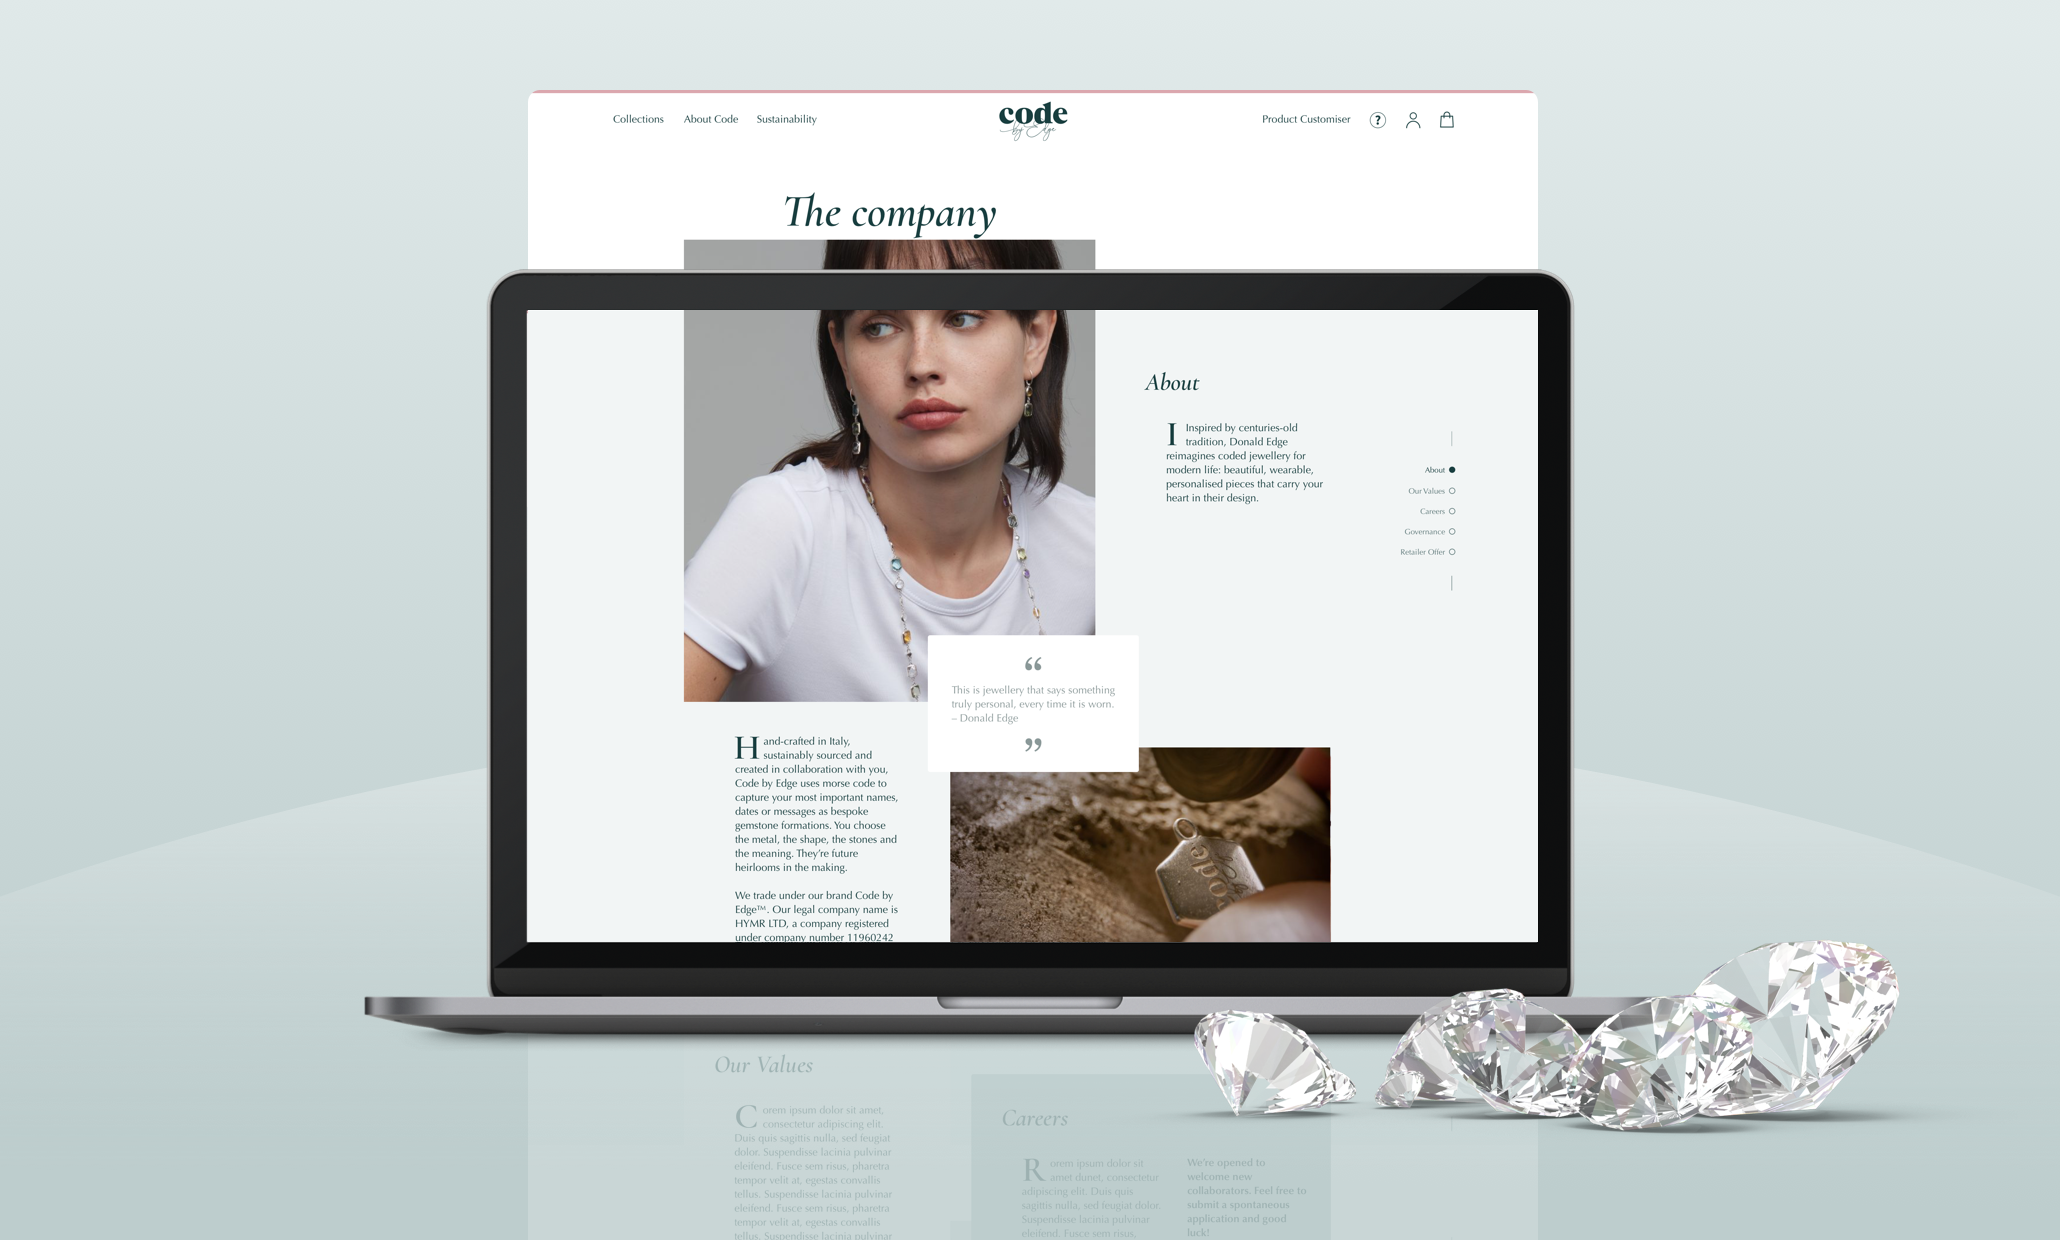 Collections
About Code
Sustainability
code
by Edge
Product Customiser
?
The company
About
I Inspired by centuries-old
tradition, Donald Edge
reimagines coded jewellery for
modern life: beautiful, wearable,
personalised pieces that carry your
heart in their design.
About
Our Values
Careers
Governance
Retailer Offer
“
This is jewellery that says something
truly personal, every time it is worn.
– Donald Edge
”
Hand-crafted in Italy,
sustainably sourced and
created in collaboration with you,
Code by Edge uses morse code to
capture your most important names,
dates or messages as bespoke
gemstone formations. You choose
the metal, the shape, the stones and
the meaning. They’re future
heirlooms in the making.
We trade under our brand Code by
Edge™. Our legal company name is
HYMR LTD, a company registered
under company number 11960242
code
Our Values
Corem ipsum dolor sit amet,
consectetur adipiscing elit.
Duis quis sagittis nulla, sed feugiat
dolor. Suspendisse lacinia pulvinar
eleifend. Fusce sem risus, pharetra
tempor velit at, egestas convallis
tellus. Suspendisse lacinia pulvinar
eleifend. Fusce sem risus, pharetra
tempor velit at, egestas convallis
tellus. Suspendisse lacinia pulvinar
Careers
Rorem ipsum dolor sit
amet dunet, consectetur
adipiscing elit. Duis quis
sagittis nulla, sed feugiat dolor.
Suspendisse lacinia pulvinar
eleifend. Fusce sem risus,
We’re opened to
welcome new
collaborators. Feel free to
submit a spontaneous
application and good
luck!